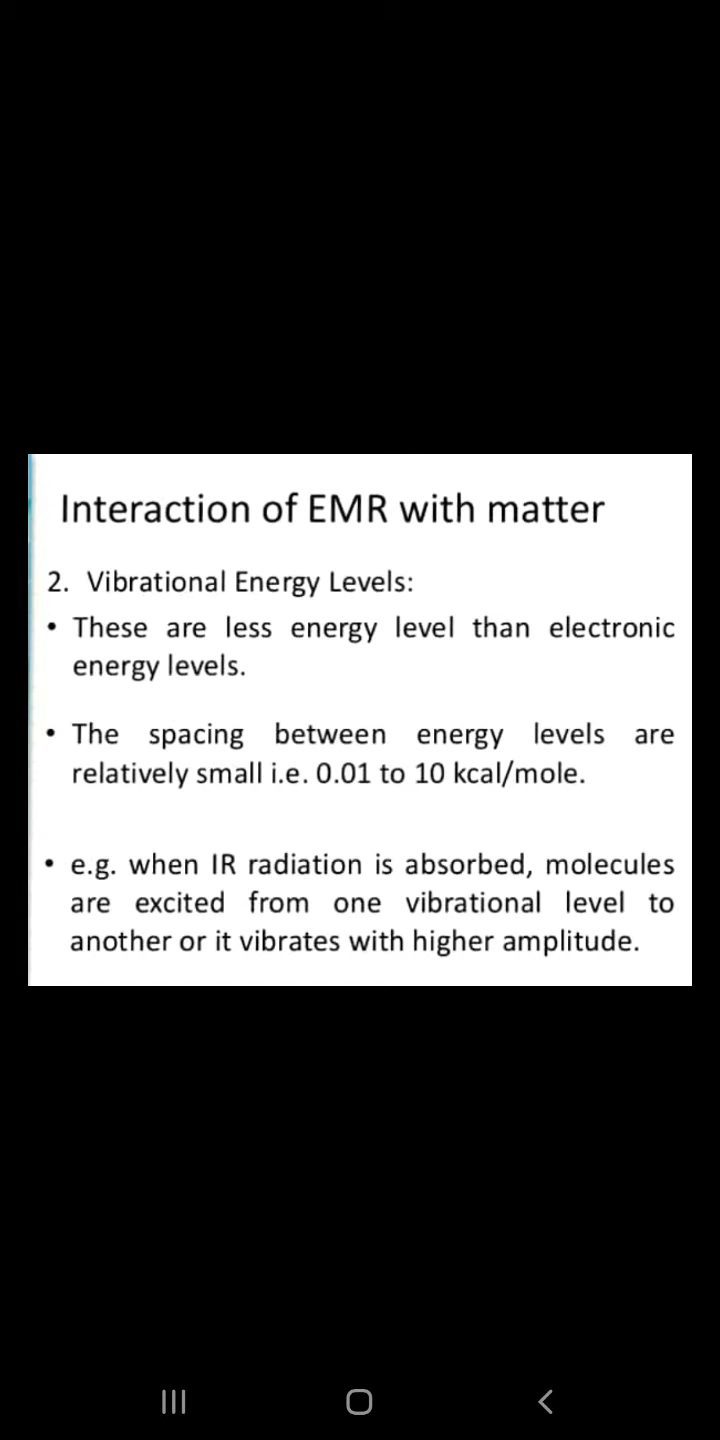 Interaction of EMR with matter
2. Vibrational Energy Levels:
• These are less energy level than electronic
energy levels.
• The spacing between energy levels are
relatively small i.e. 0.01 to 10 kcal/mole.
• e.g. when IR radiation is absorbed, molecules
are excited from one vibrational level to
another or it vibrates with higher amplitude.